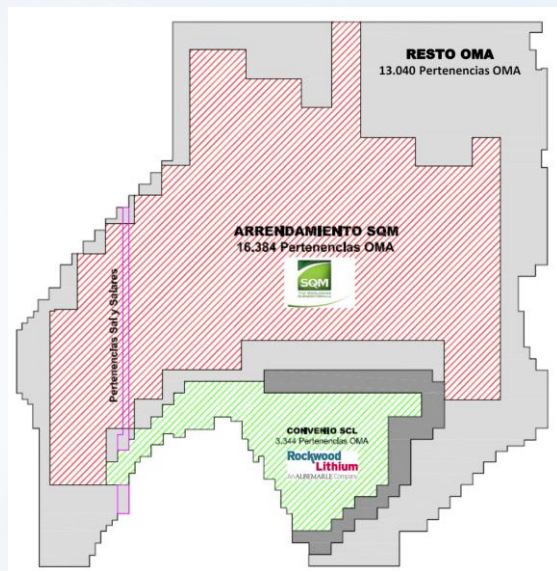 RESTO OMA
13.040 Pertenencias OMA
ARRENDAMIENTO SQM
16.384 Pertenencias OMA
SQM
Pertenencias Sal y Salares
CONVENIO SCL
3.344 Pertenencias OMA
Rockwood
Lithium
An ALBEMARLE Company